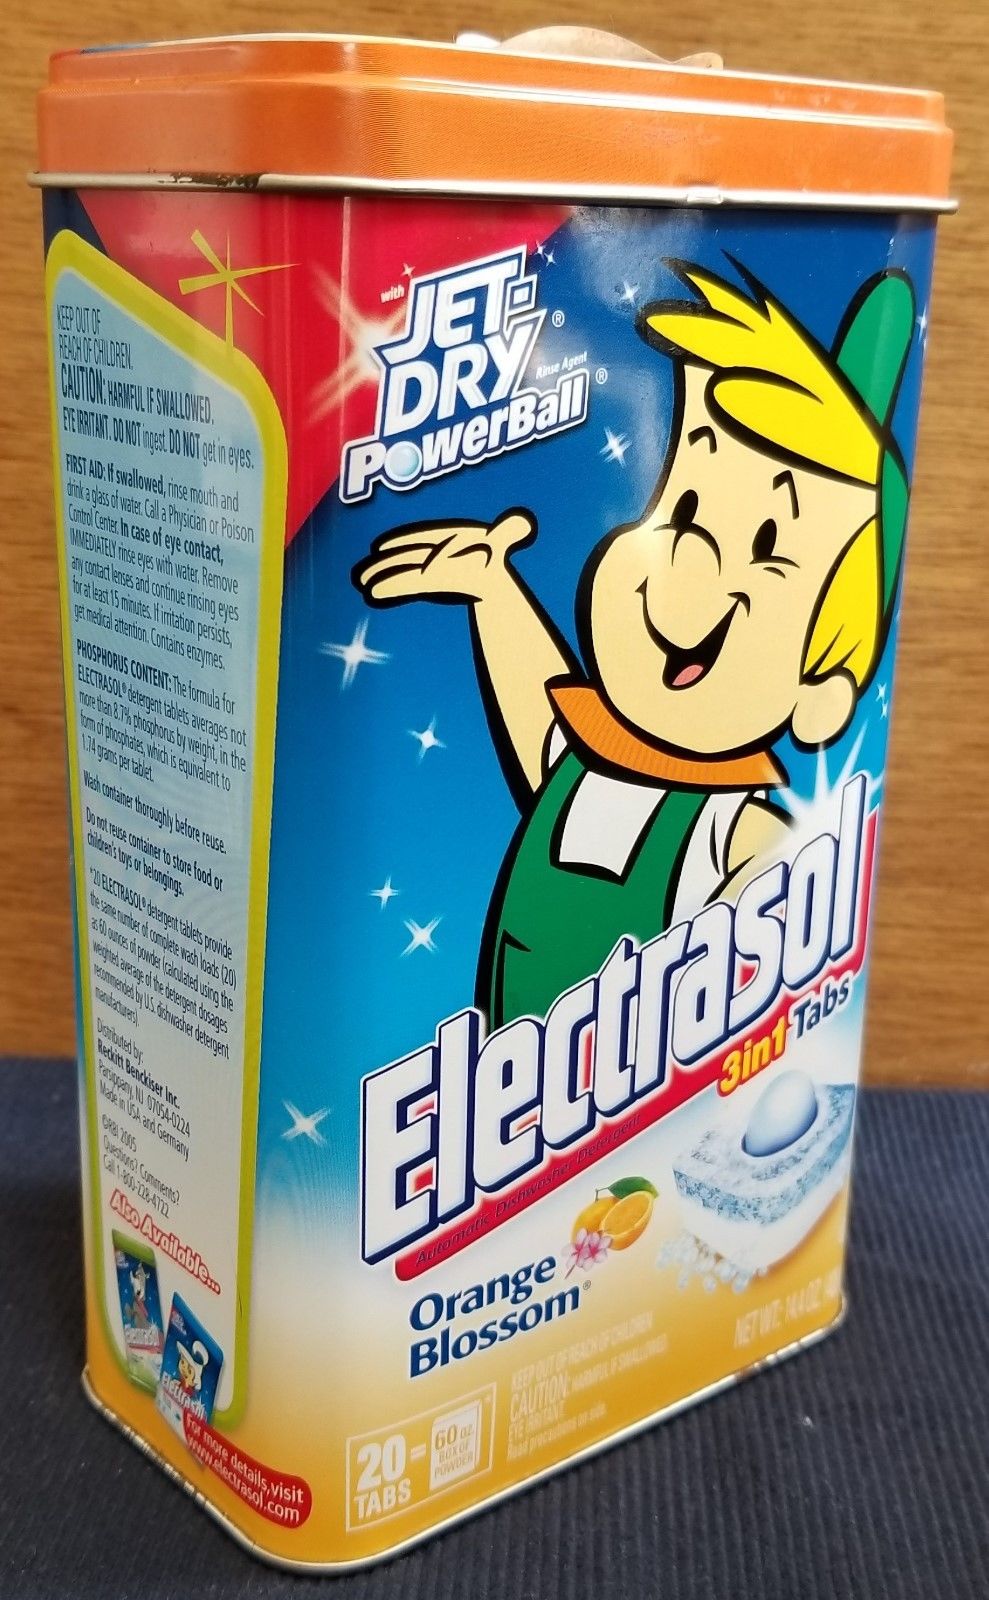 KEEP OUT OF
REACH OF CHILDREN.
CAUTION: HARMFUL IF SWALLOWED.
EYE IRRITANT. DO NOT ingest. DO NOT get in eyes.
FIRST AID: If swallowed, rinse mouth and
drink a glass of water. Call a Physician or Poison
Control Center. In case of eye contact,
IMMEDIATELY rinse eyes with water. Remove
any contact lenses and continue rinsing eyes
for at least 15 minutes. If irritation persists,
get medical attention. Contains enzymes.
PHOSPHORUS CONTENT: The formula for
ELECTRASOL® detergent tablets averages not
more than 8.7% phosphorus by weight, in the
form of phosphates, which is equivalent to
1.74 grams per tablet.
Wash container thoroughly before reuse.
Do not reuse container to store food or
children's toys or belongings.
*20 ELECTRASOL® detergent tablets provide
the same number of complete wash loads (20)
as 60 ounces of powder (calculated using the
weighted average of the detergent dosages
recommended by U.S. dishwasher detergent
manufacturers).
Distributed by:
Reckitt Benckiser Inc.
Parsippany, NJ 07054-0224
Made in USA and Germany
©RBI 2005
Questions? Comments?
Call 1-800-228-4722
Also Available...
Electrasol
Electrasol
For more details, visit
www.electrasol.com
with
JET-
DRY®
Rinse Agent
PowerBall®
Electrasol
3in1 Tabs
Automatic Dishwasher Detergent
Orange
Blossom®
KEEP OUT OF REACH OF CHILDREN
CAUTION: HARMFUL IF SWALLOWED.
EYE IRRITANT.
Read precautions on side.
NET WT. 14.4 OZ
20 = 60 oz.
TABS BOX OF
POWDER